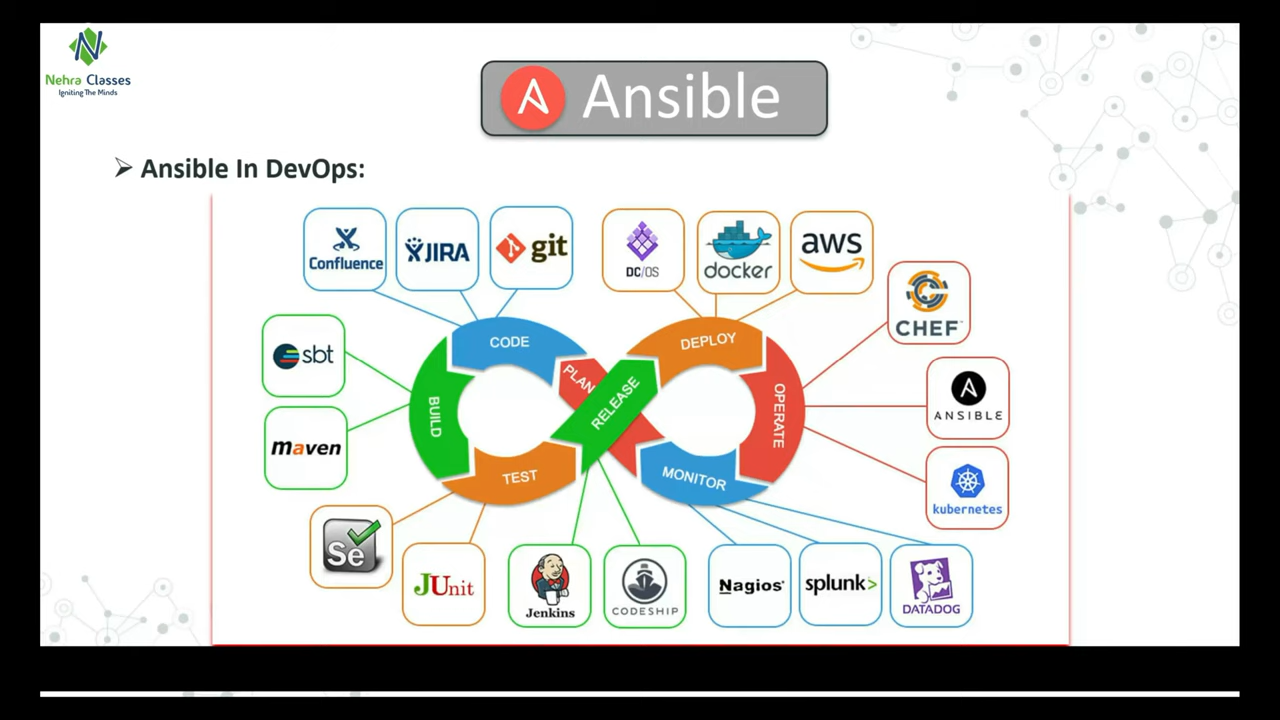 Nehra Classes
Igniting The Minds
Ansible
Ansible In DevOps:
Confluence
JIRA
git
DC/OS
docker
aws
CHEF™
sbt
CODE
DEPLOY
PLAN
RELEASE
BUILD
OPERATE
ANSIBLE
maven
TEST
MONITOR
kubernetes
Se
JUnit
Jenkins
CODESHIP
Nagios®
splunk>
DATADOG